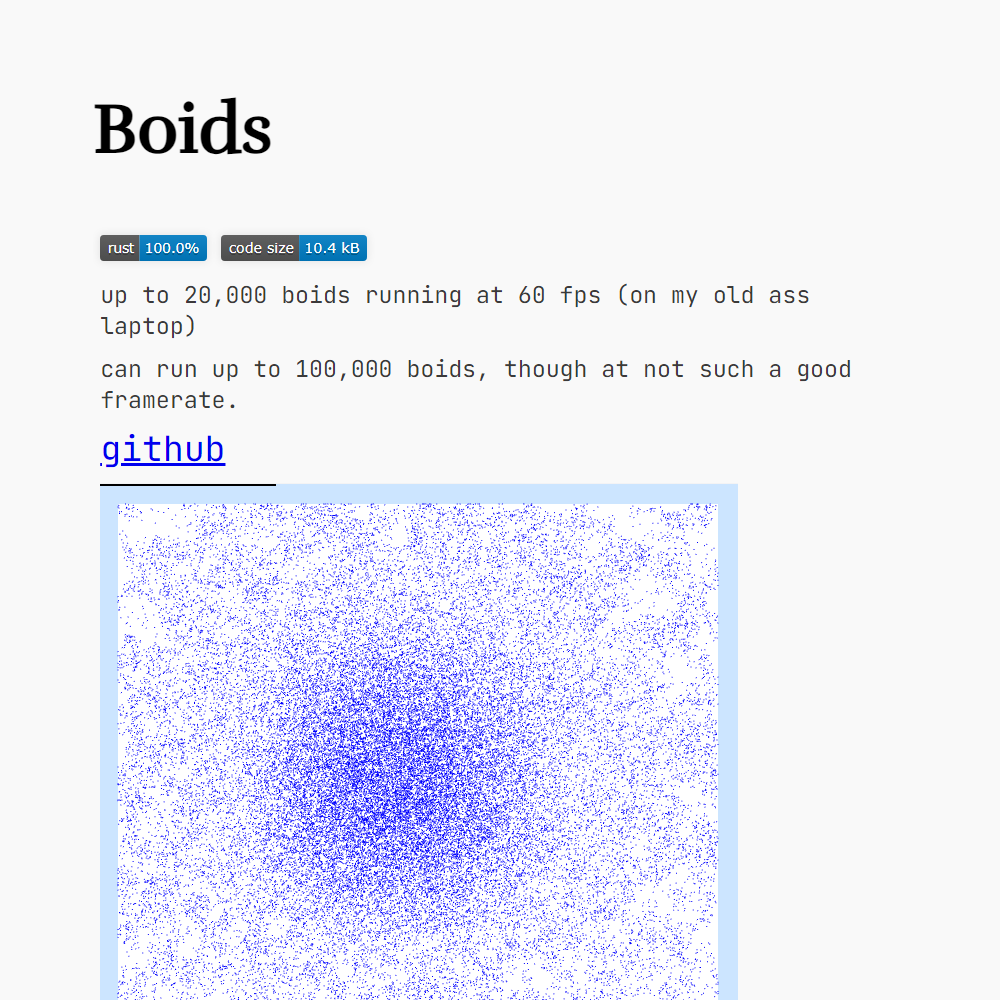 Boids
rust 100.0% code size 10.4 kB
up to 20,000 boids running at 60 fps (on my old ass
laptop)
can run up to 100,000 boids, though at not such a good
framerate.
github